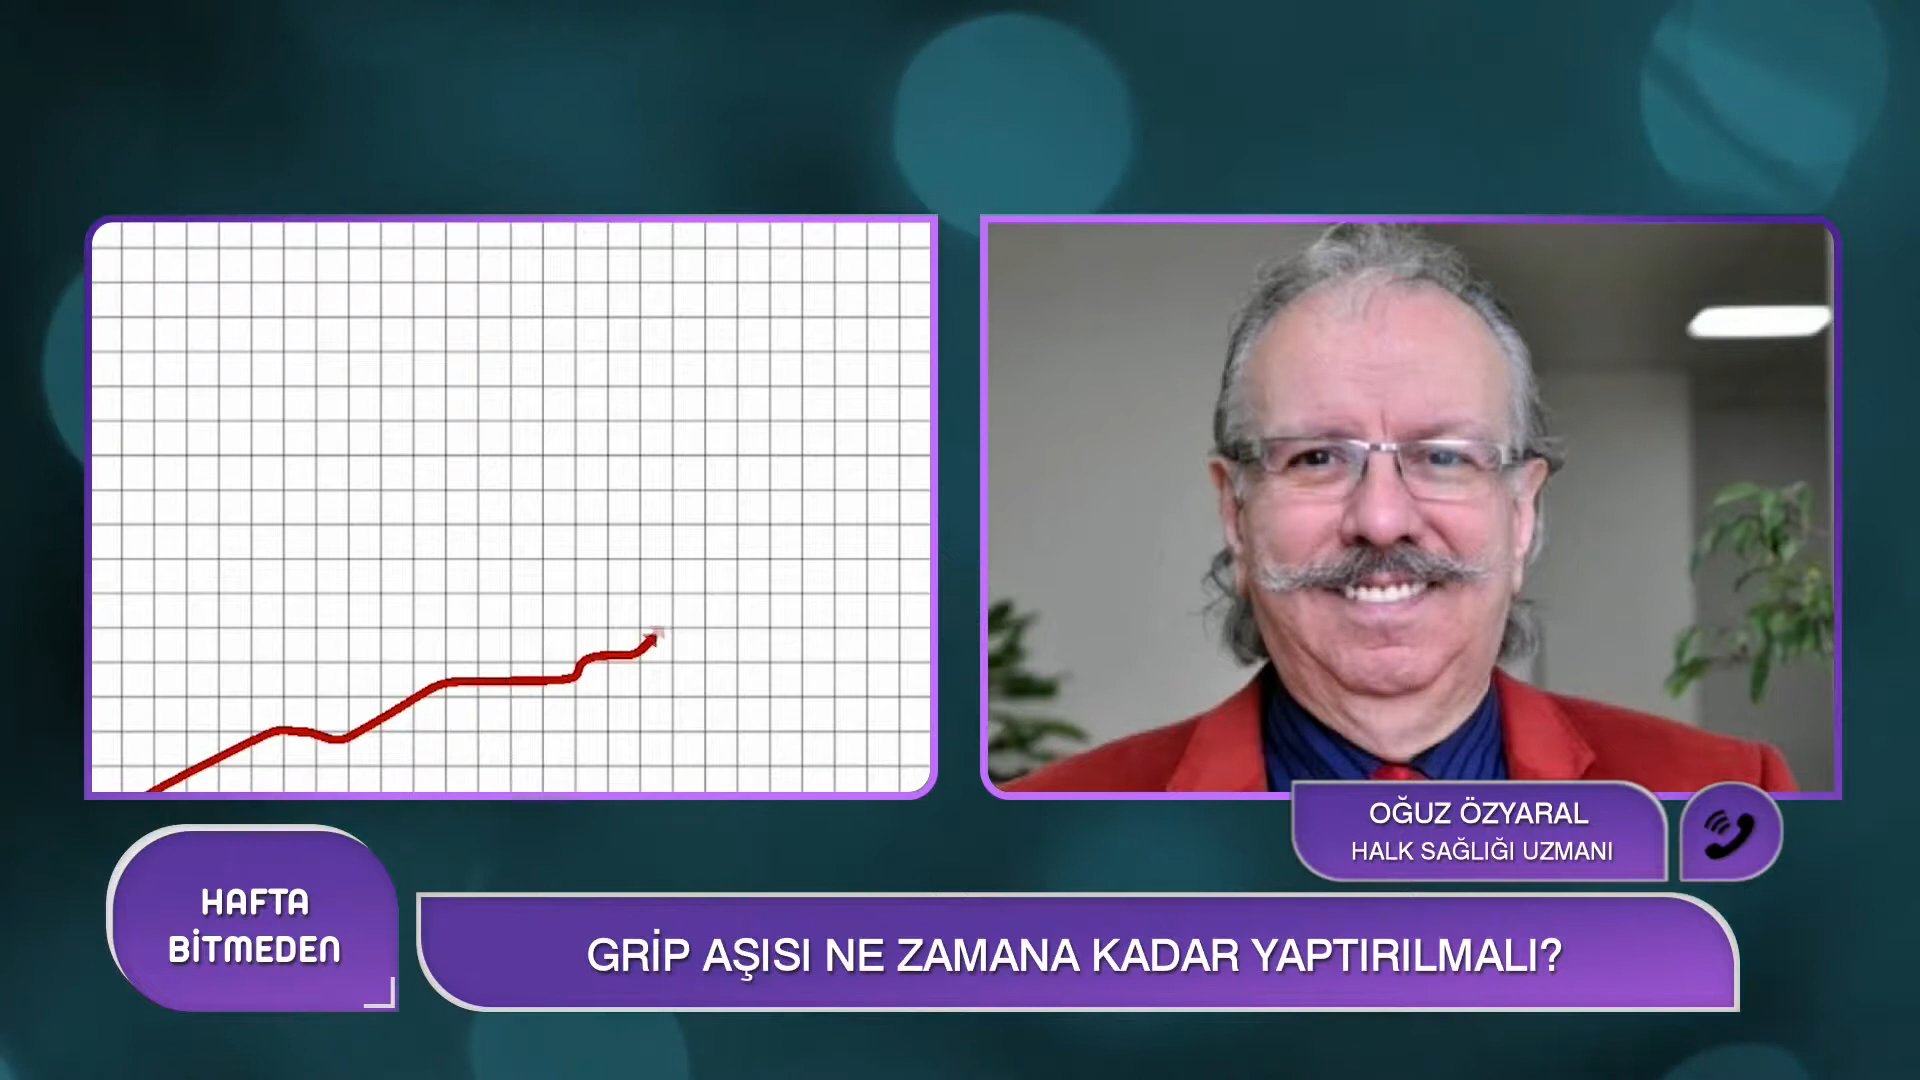 OĞUZ ÖZYARAL
HALK SAĞLIĞI UZMANI
HAFTA
BİTMEDEN
GRİP AŞISI NE ZAMANA KADAR YAPTIRILMALI?